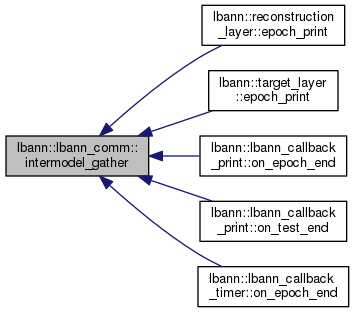 lbann::reconstruction
_layer::epoch_print
lbann::target_layer
::epoch_print
lbann::lbann_comm::
intermodel_gather
lbann::lbann_callback
_print::on_epoch_end
lbann::lbann_callback
_print::on_test_end
lbann::lbann_callback
_timer::on_epoch_end